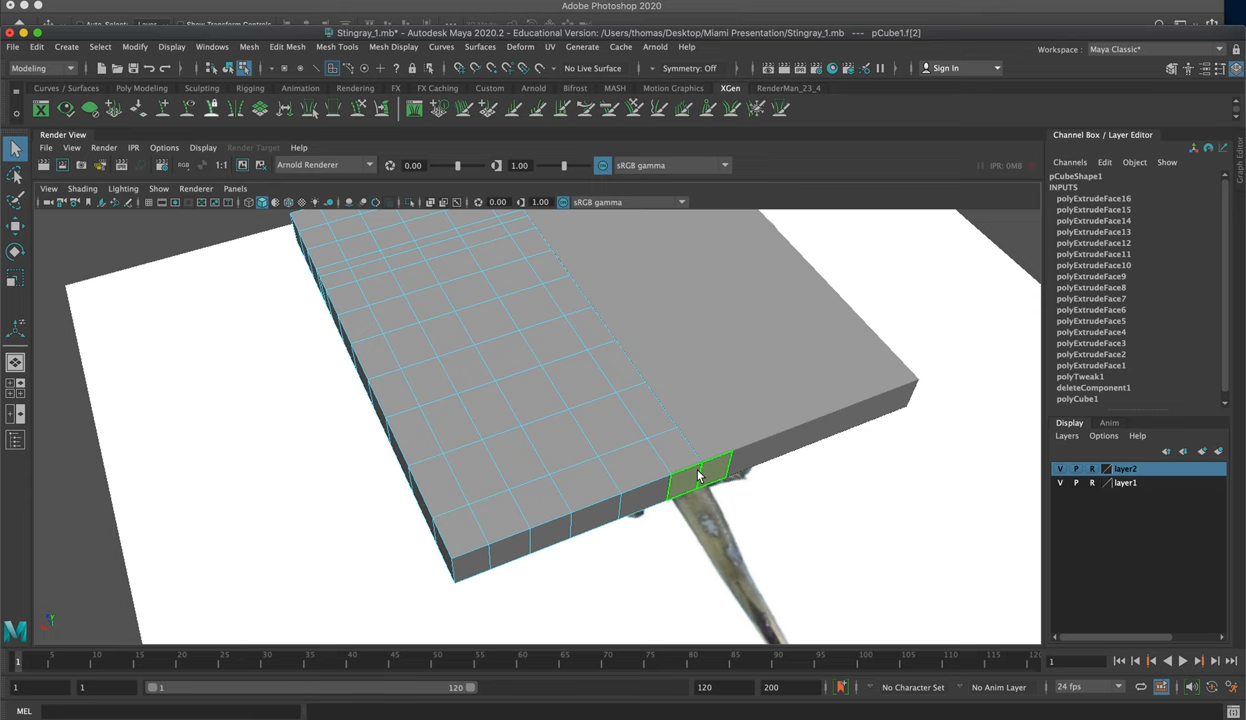 Adobe Photoshop 2020
Stingray_1.mb* - Autodesk Maya 2020.2 - Educational Version: /Users/thomas/Desktop/Miami Presentation/Stingray_1.mb --- pCube1.f[2]
File Edit Create Select Modify Display Windows Mesh Edit Mesh Mesh Tools Mesh Display Curves Surfaces Deform UV Generate Cache Arnold Help
Workspace : Maya Classic*
Modeling No Live Surface Symmetry: Off Sign In
Curves / Surfaces Poly Modeling Sculpting Rigging Animation Rendering FX FX Caching Custom Arnold Bifrost MASH Motion Graphics XGen RenderMan_23_4
Render View
File View Render IPR Options Display Render Target Help
RGB 1:1 Arnold Renderer 0.00 1.00 sRGB gamma IPR: 0MB
View Shading Lighting Show Renderer Panels
0.00 1.00 sRGB gamma
Channel Box / Layer Editor
Channels Edit Object Show
pCubeShape1
INPUTS
polyExtrudeFace16
polyExtrudeFace15
polyExtrudeFace14
polyExtrudeFace13
polyExtrudeFace12
polyExtrudeFace11
polyExtrudeFace10
polyExtrudeFace9
polyExtrudeFace8
polyExtrudeFace7
polyExtrudeFace6
polyExtrudeFace5
polyExtrudeFace4
polyExtrudeFace3
polyExtrudeFace2
polyExtrudeFace1
polyTweak1
deleteComponent1
polyCube1
Display Anim
Layers Options Help
V P R layer2
V P R layer1
Graph Editor
1 5 10 15 20 25 30 35 40 45 50 55 60 65 70 75 80 85 90 95 100 105 110 115 1
1 1 1 120 120 200 No Character Set No Anim Layer 24 fps
MEL